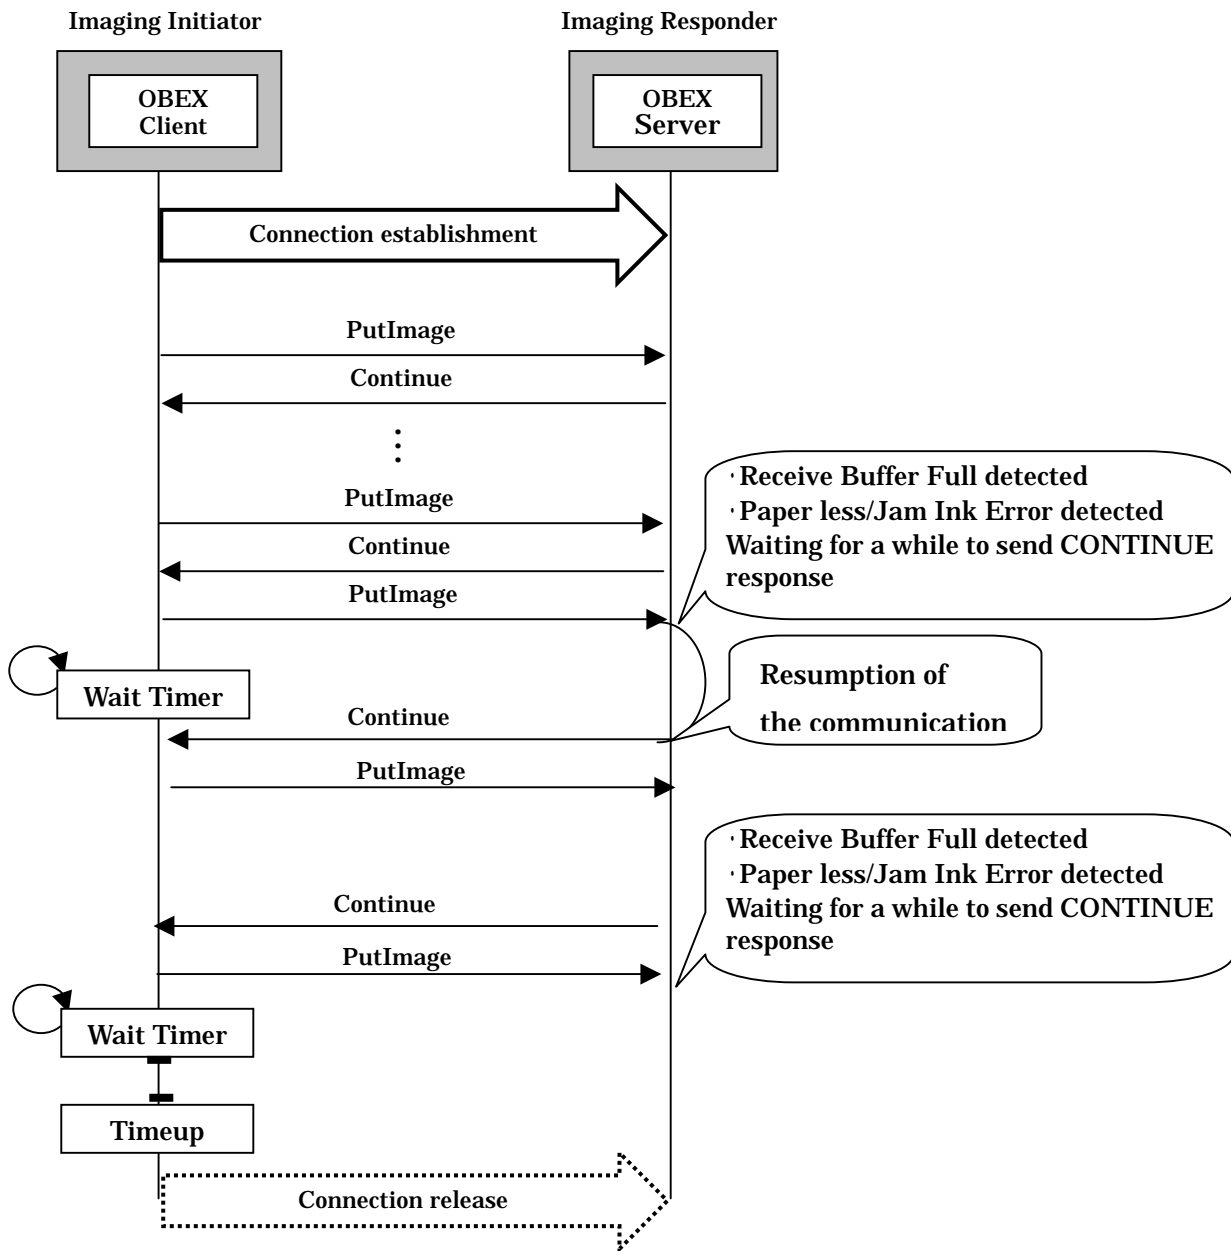 Imaging Initiator
Imaging Responder
OBEX
Client
OBEX
Server
Connection establishment
PutImage
Continue
PutImage
Continue
PutImage
·Receive Buffer Full detected
·Paper less/Jam Ink Error detected
Waiting for a while to send CONTINUE
response
Wait Timer
Resumption of
the communication
Continue
PutImage
·Receive Buffer Full detected
·Paper less/Jam Ink Error detected
Waiting for a while to send CONTINUE
response
Continue
PutImage
Wait Timer
Timeup
Connection release